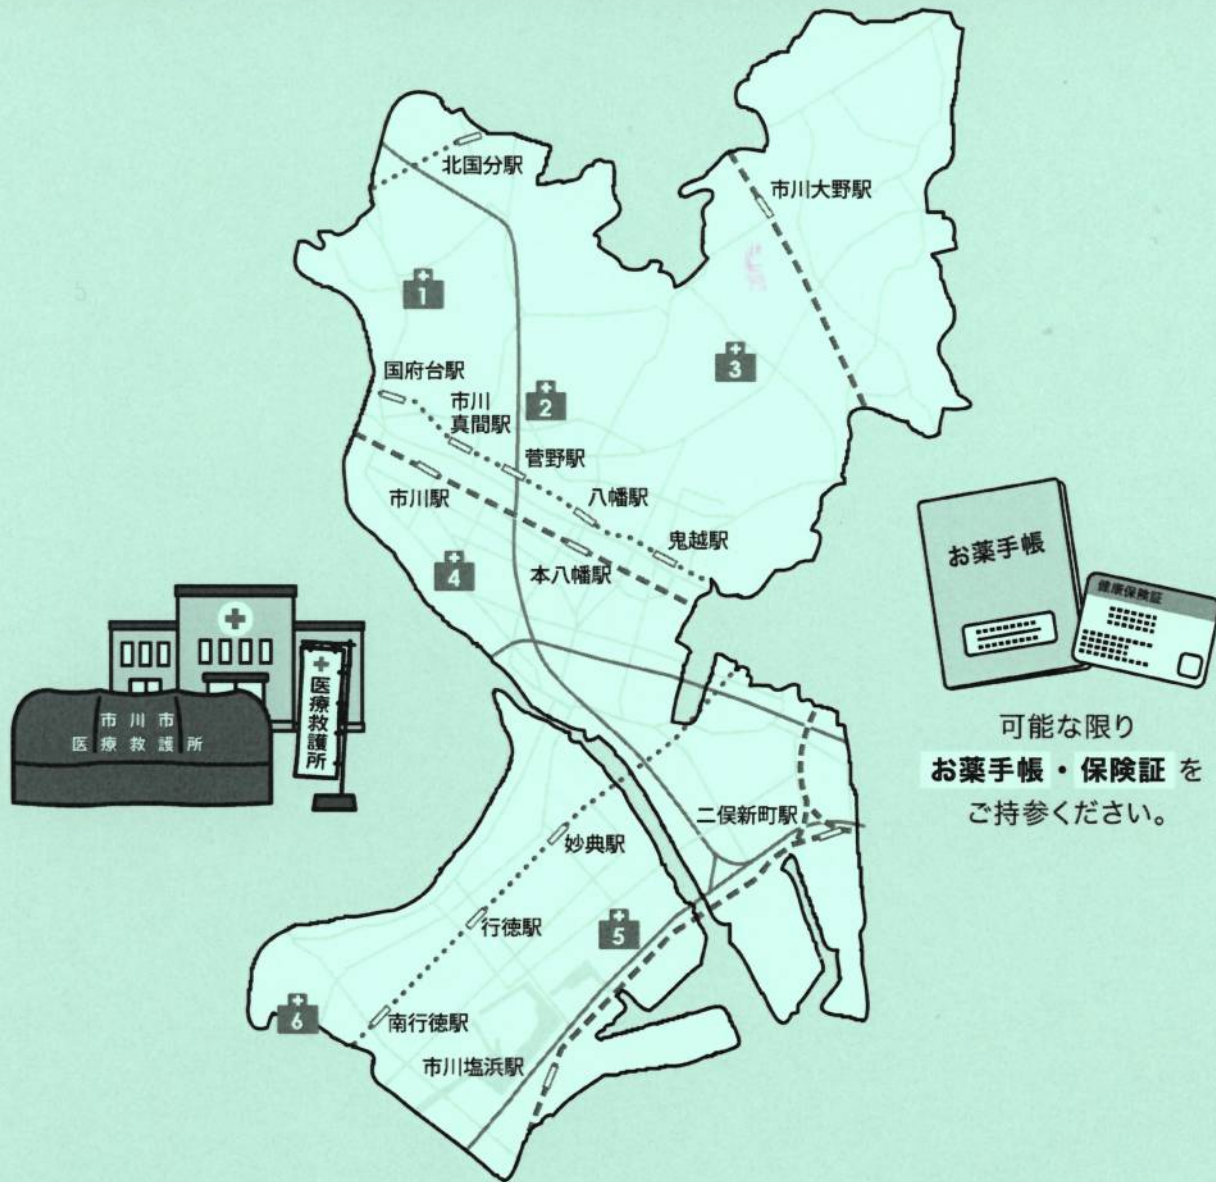 北国分駅
市川大野駅
1
3
国府台駅
2
市川
真間駅
菅野駅
市川駅
八幡駅
鬼越駅
4
本八幡駅
お薬手帳
健康保険証
市川市
医療救護所
医療救護所
可能な限り
お薬手帳・保険証を
ご持参ください。
二俣新町駅
妙典駅
行徳駅
5
6
南行徳駅
市川塩浜駅